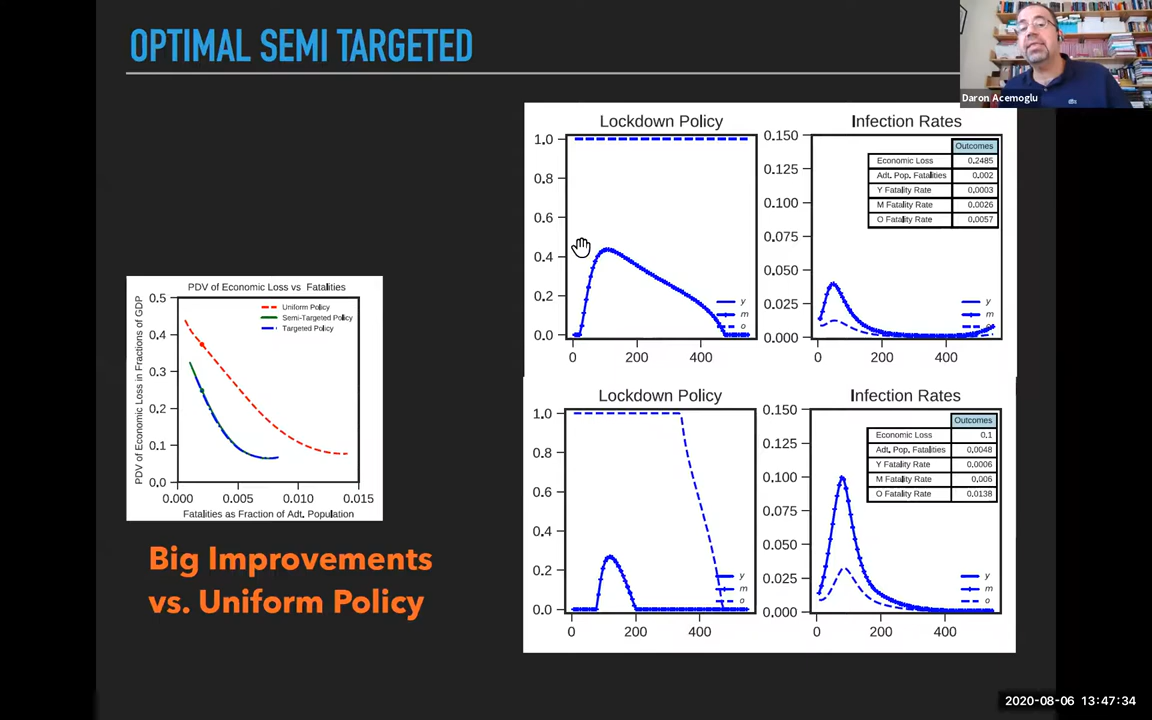 OPTIMAL SEMI TARGETED
Daron Acemoglu
PDV of Economic Loss vs Fatalities
PDV of Economic Loss in Fractions of GDP
0.5
0.4
0.3
0.2
0.1
0.0
Uniform Policy
Semi-Targeted Policy
Targeted Policy
0.000 0.005 0.010 0.015
Fatalities as Fraction of Adt. Population
Big Improvements
vs. Uniform Policy
Lockdown Policy
1.0
0.8
0.6
0.4
0.2
0.0
y
m
o
0 200 400
Infection Rates
0.150
0.125
0.100
0.075
0.050
0.025
0.000
Outcomes
Economic Loss 0.2485
Adt. Pop. Fatalities 0.002
Y Fatality Rate 0.0003
M Fatality Rate 0.0026
O Fatality Rate 0.0057
y
m
o
0 200 400
Lockdown Policy
1.0
0.8
0.6
0.4
0.2
0.0
y
m
o
0 200 400
Infection Rates
0.150
0.125
0.100
0.075
0.050
0.025
0.000
Outcomes
Economic Loss 0.1
Adt. Pop. Fatalities 0.0048
Y Fatality Rate 0.0006
M Fatality Rate 0.006
O Fatality Rate 0.0138
y
m
o
0 200 400
2020-08-06 13:47:34